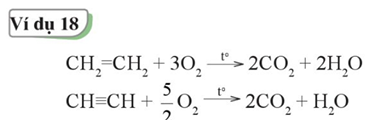 Ví dụ 18
CH₂=CH₂ + 3O₂ —t°→ 2CO₂ + 2H₂O
CH≡CH + 5/2 O₂ —t°→ 2CO₂ + H₂O